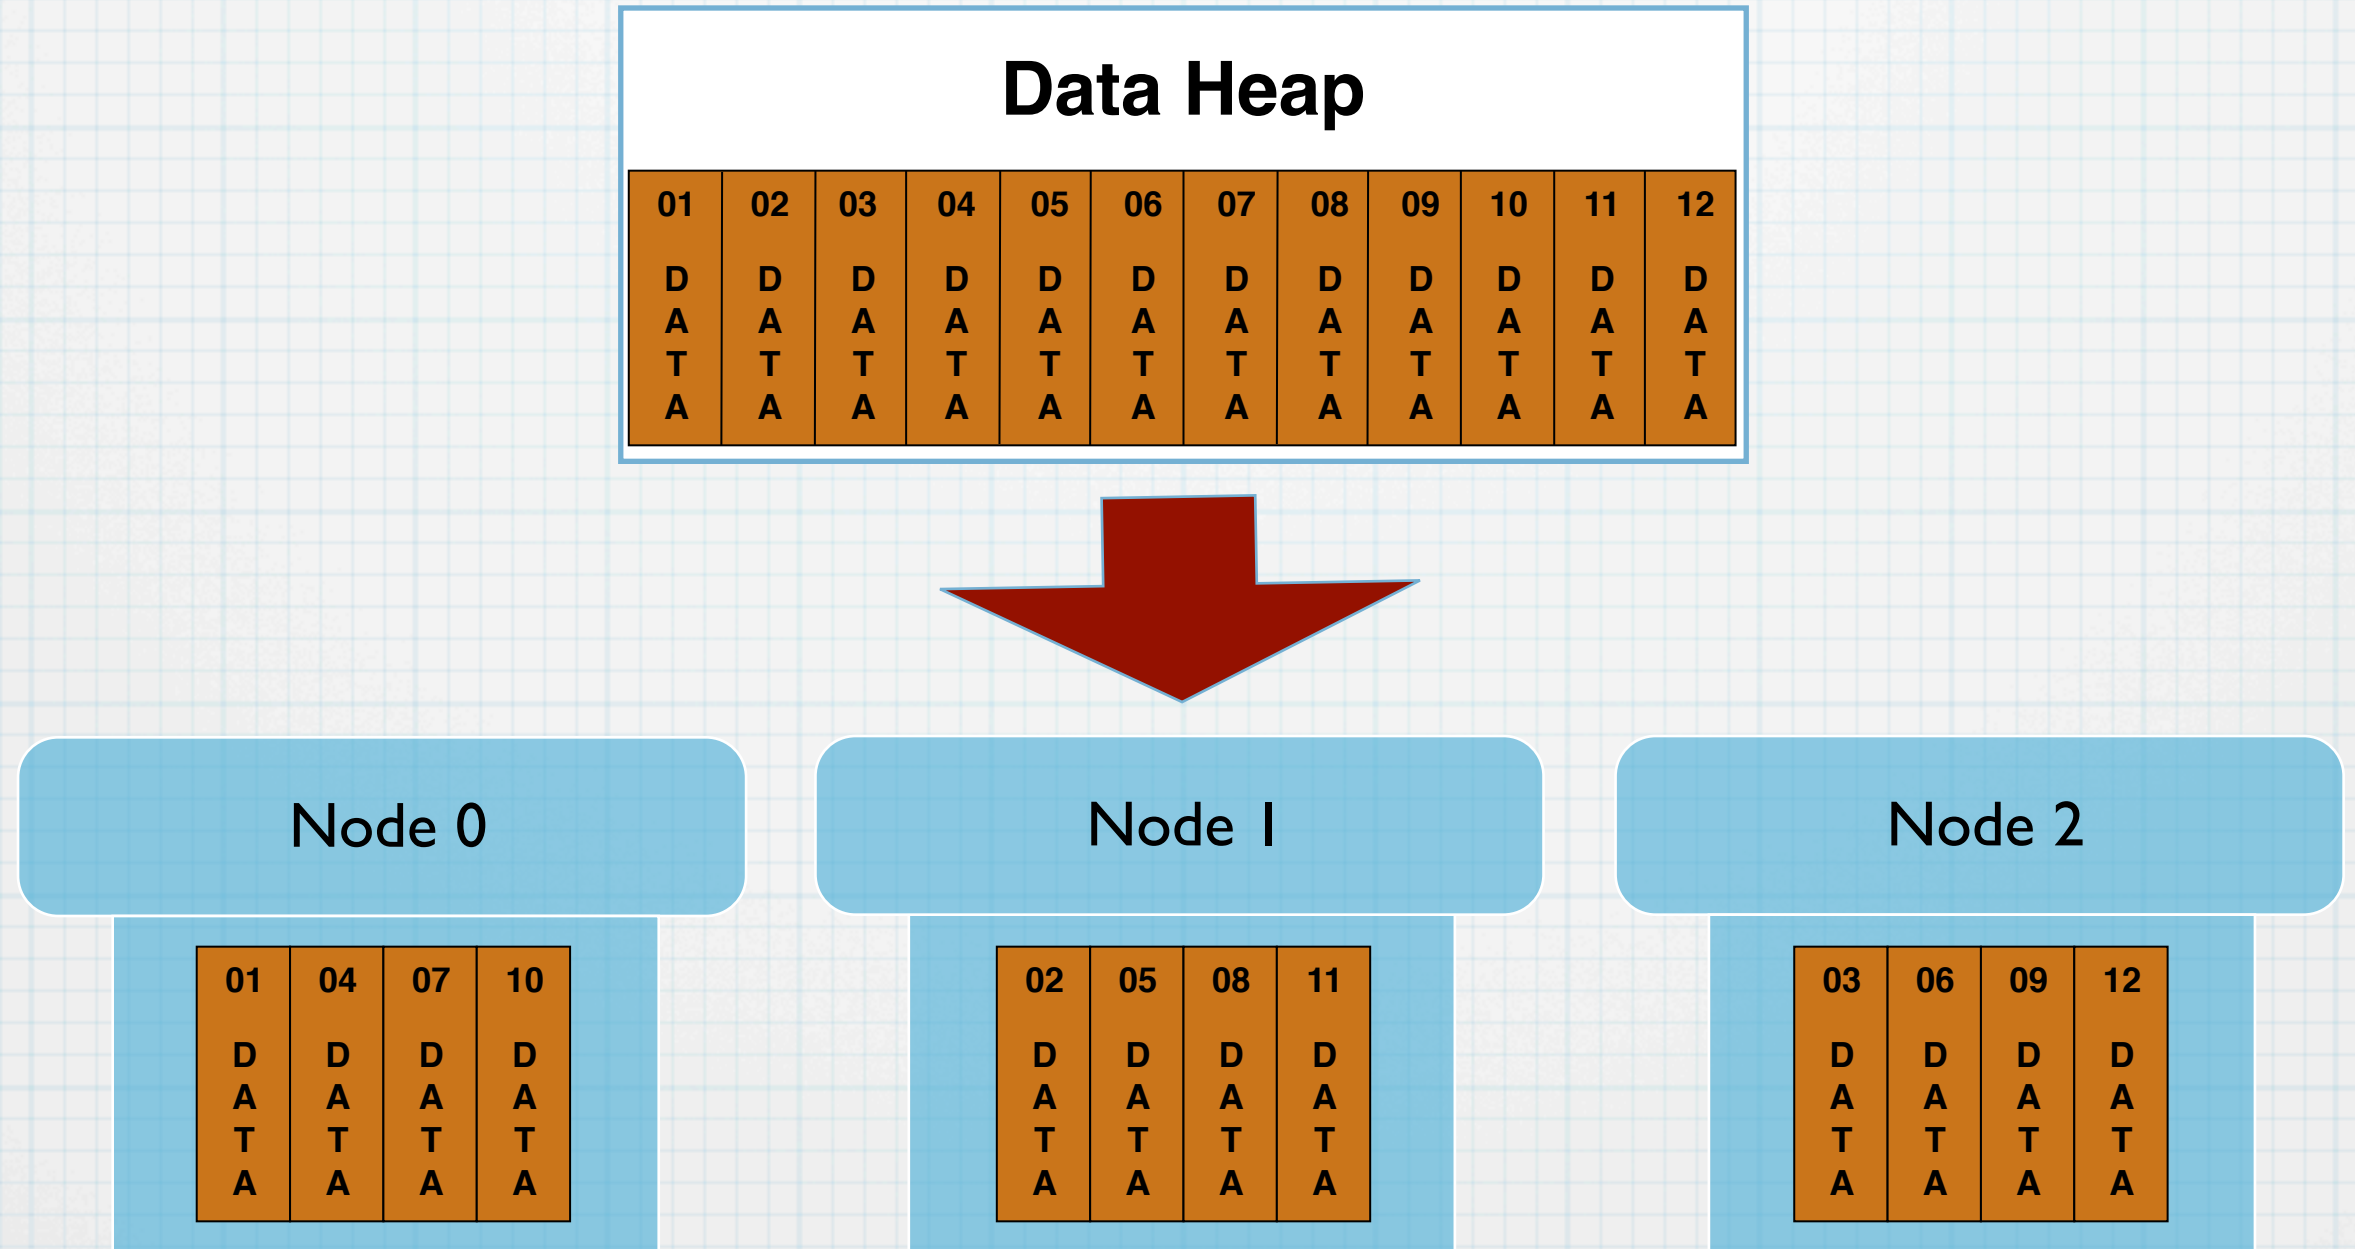 Data Heap
01 02 03 04 05 06 07 08 09 10 11 12
D D D D D D D D D D D D
A A A A A A A A A A A A
T T T T T T T T T T T T
A A A A A A A A A A A A
Node 0 Node 1 Node 2
01 04 07 10 02 05 08 11 03 06 09 12
D D D D D D D D D D D D
A A A A A A A A A A A A
T T T T T T T T T T T T
A A A A A A A A A A A A